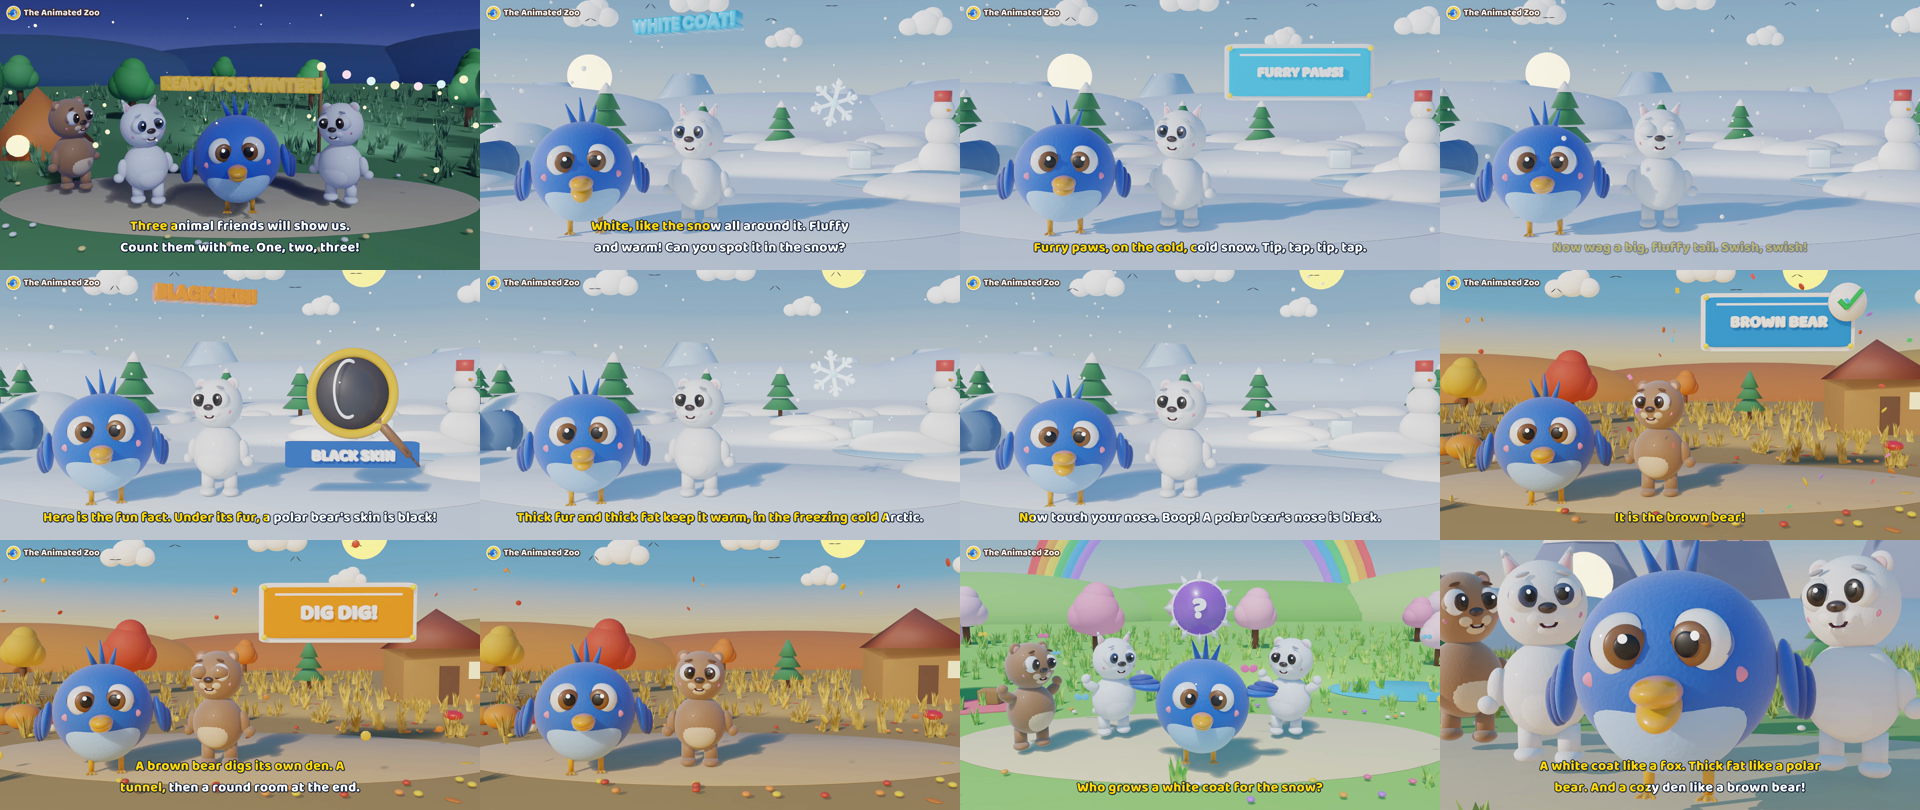 The Animated Zoo
READY FOR WINTER!
Three animal friends will show us.
Count them with me. One, two, three!
The Animated Zoo
WHITE COAT!
White, like the snow all around it. Fluffy
and warm! Can you spot it in the snow?
The Animated Zoo
FURRY PAWS!
Furry paws, on the cold, cold snow. Tip, tap, tip, tap.
The Animated Zoo
Now wag a big, fluffy tail. Swish, swish!
The Animated Zoo
BLACK SKIN
BLACK SKIN
Here is the fun fact. Under its fur, a polar bear's skin is black!
The Animated Zoo
Thick fur and thick fat keep it warm, in the freezing cold Arctic.
The Animated Zoo
Now touch your nose. Boop! A polar bear's nose is black.
The Animated Zoo
BROWN BEAR
It is the brown bear!
The Animated Zoo
DIG DIG!
A brown bear digs its own den. A
tunnel, then a round room at the end.
The Animated Zoo
The Animated Zoo
?
Who grows a white coat for the snow?
A white coat like a fox. Thick fat like a polar
bear. And a cozy den like a brown bear!